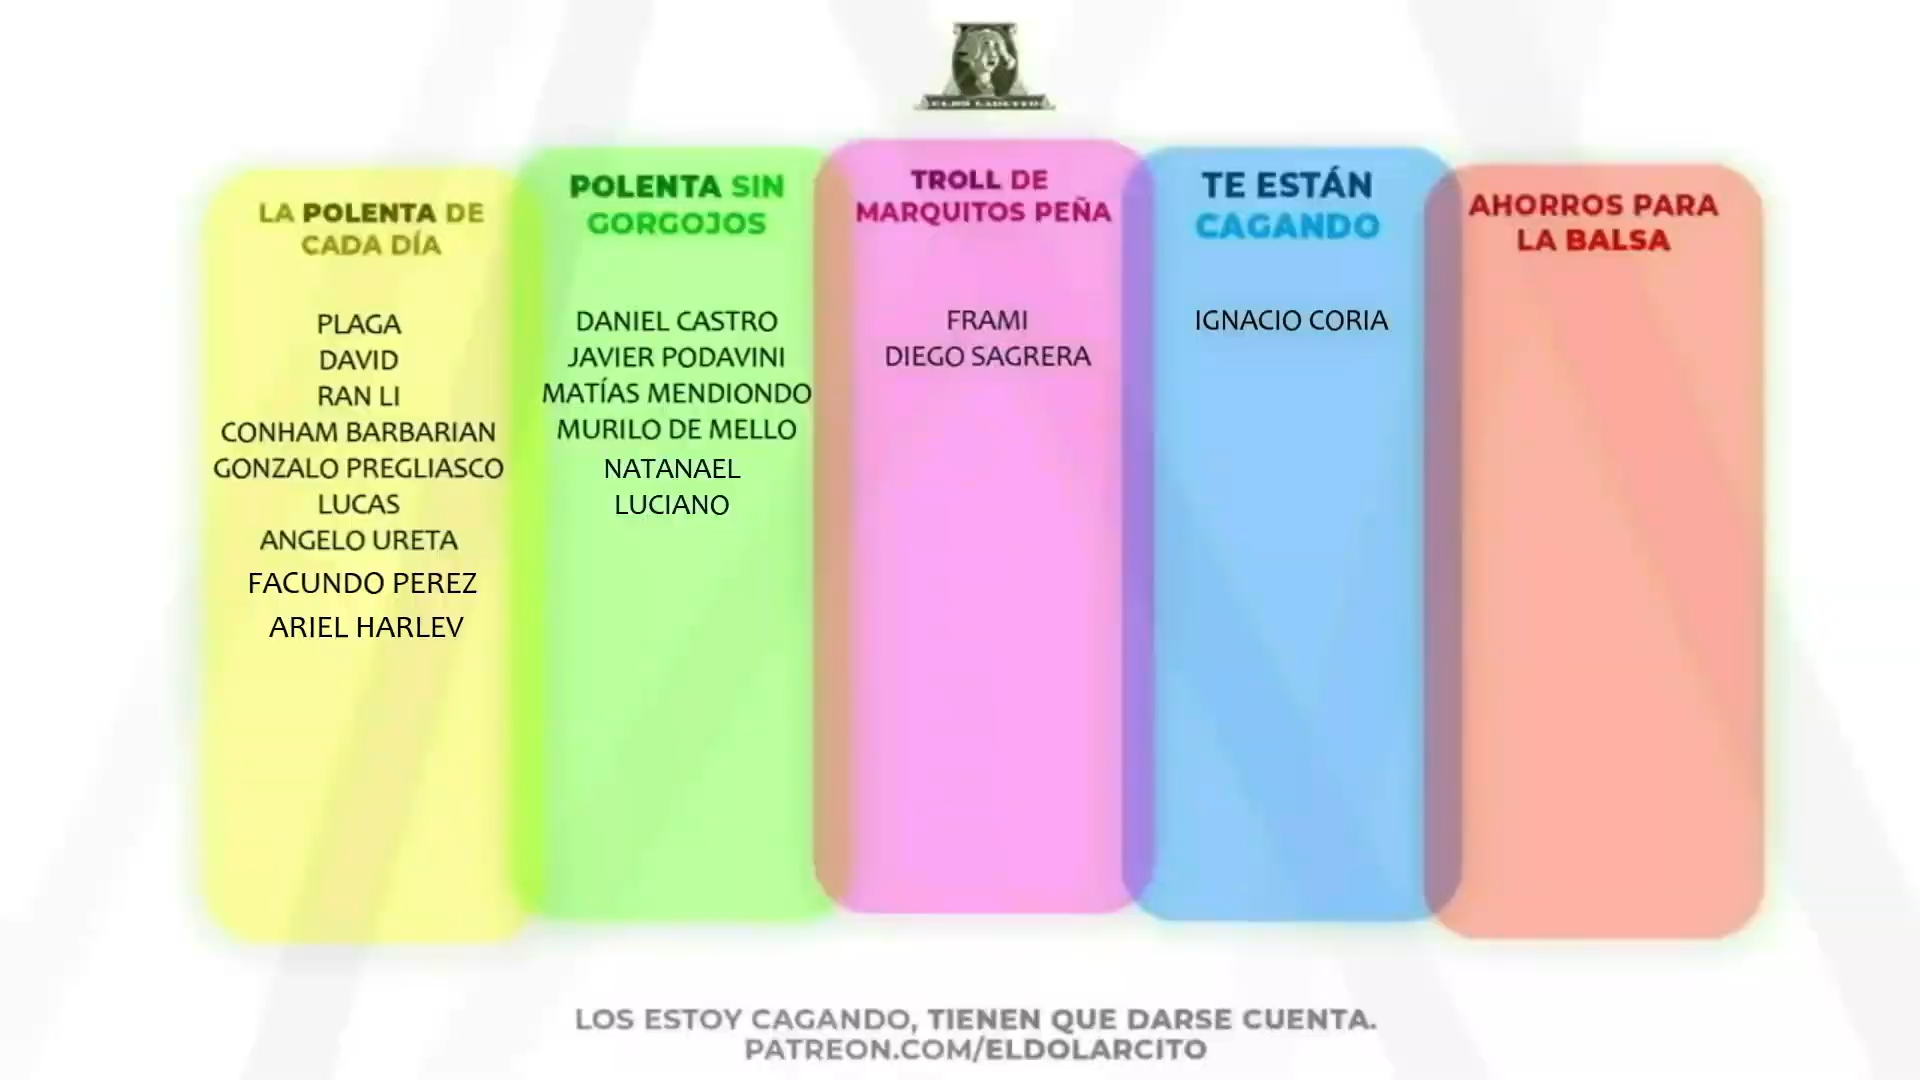 LA POLENTA DE
CADA DÍA
PLAGA
DAVID
RAN LI
CONHAM BARBARIAN
GONZALO PREGLIASCO
LUCAS
ANGELO URETA
FACUNDO PEREZ
ARIEL HARLEV
POLENTA SIN
GORGOJOS
DANIEL CASTRO
JAVIER PODAVINI
MATÍAS MENDIONDO
MURILO DE MELLO
NATANAEL
LUCIANO
TROLL DE
MARQUITOS PEÑA
FRAMI
DIEGO SAGRERA
TE ESTÁN
CAGANDO
IGNACIO CORIA
AHORROS PARA
LA BALSA
LOS ESTOY CAGANDO, TIENEN QUE DARSE CUENTA.
PATREON.COM/ELDOLARCITO